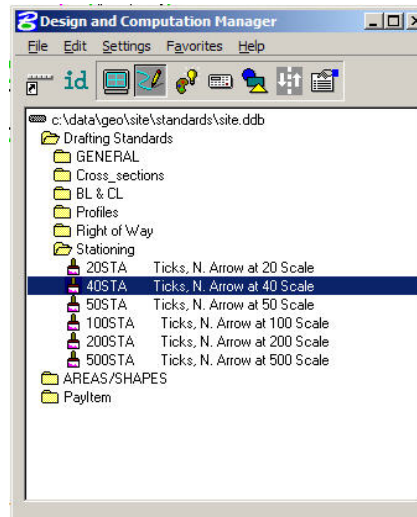 Design and Computation Manager
File Edit Settings Favorites Help
id
c:\data\geo\site\standards\site.ddb
Drafting Standards
GENERAL
Cross_sections
BL & CL
Profiles
Right of Way
Stationing
20STA Ticks, N. Arrow at 20 Scale
40STA Ticks, N. Arrow at 40 Scale
50STA Ticks, N. Arrow at 50 Scale
100STA Ticks, N. Arrow at 100 Scale
200STA Ticks, N. Arrow at 200 Scale
500STA Ticks, N. Arrow at 500 Scale
AREAS/SHAPES
PayItem